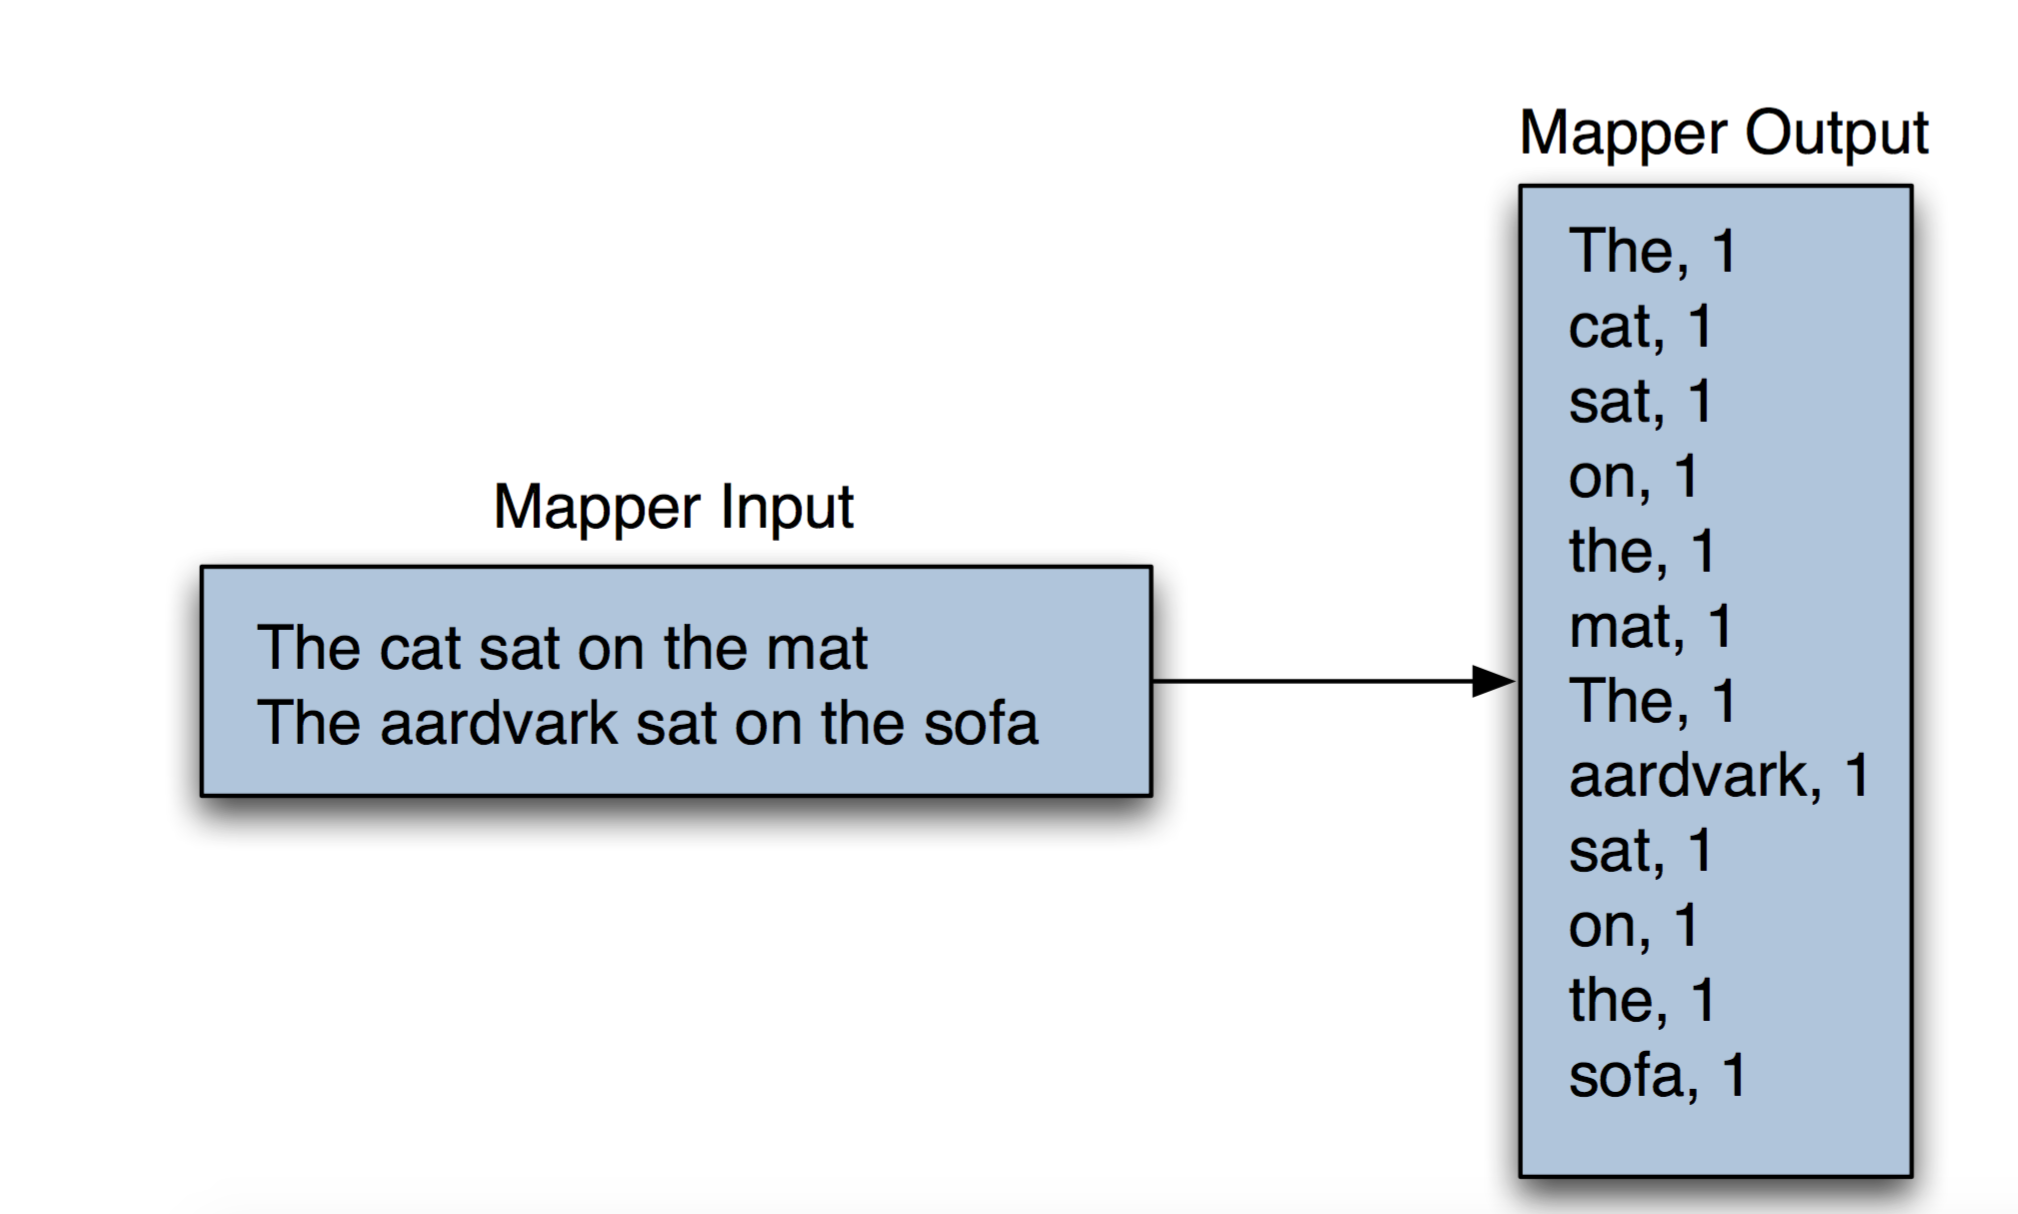 Mapper Input
The cat sat on the mat
The aardvark sat on the sofa
Mapper Output
The, 1
cat, 1
sat, 1
on, 1
the, 1
mat, 1
The, 1
aardvark, 1
sat, 1
on, 1
the, 1
sofa, 1